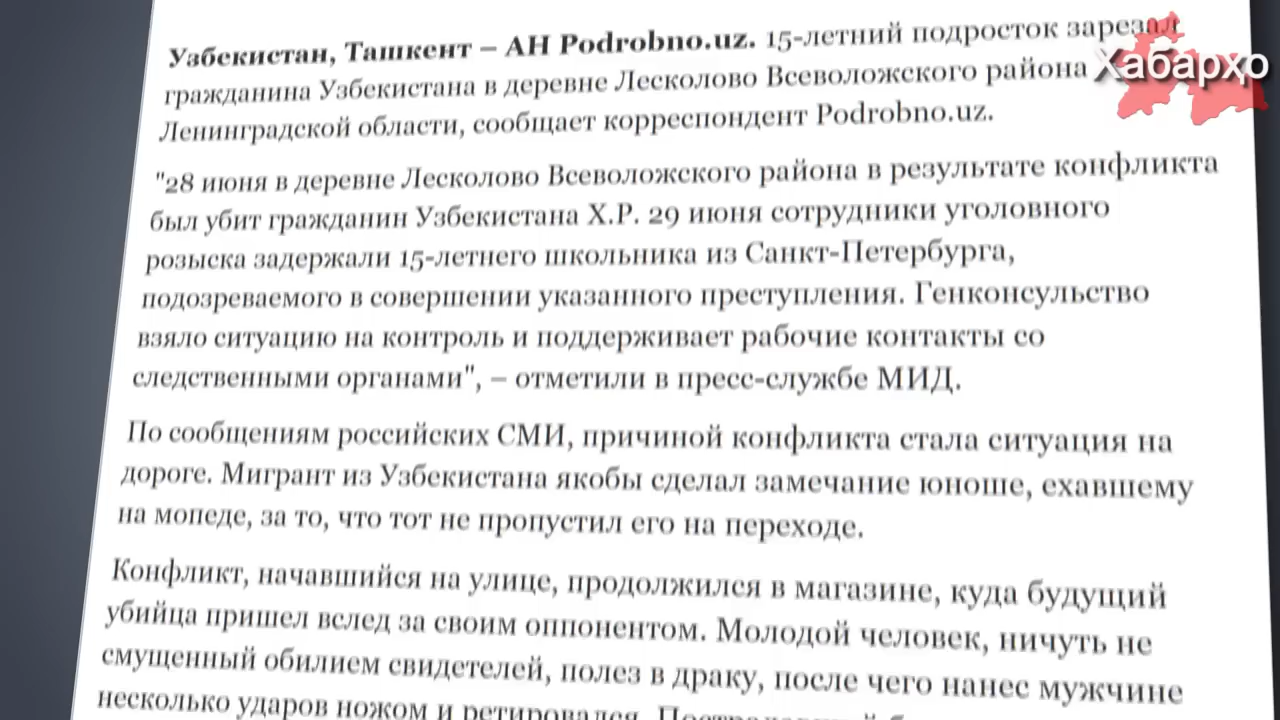 Узбекистан, Ташкент – АН Podrobno.uz. 15-летний подросток зарезал
Хабарҳо
гражданина Узбекистана в деревне Лесколово Всеволожского района
Ленинградской области, сообщает корреспондент Podrobno.uz.
"28 июня в деревне Лесколово Всеволожского района в результате конфликта
был убит гражданин Узбекистана Х.Р. 29 июня сотрудники уголовного
розыска задержали 15-летнего школьника из Санкт-Петербурга,
подозреваемого в совершении указанного преступления. Генконсульство
взяло ситуацию на контроль и поддерживает рабочие контакты со
следственными органами", – отметили в пресс-службе МИД.
По сообщениям российских СМИ, причиной конфликта стала ситуация на
дороге. Мигрант из Узбекистана якобы сделал замечание юноше, ехавшему
на мопеде, за то, что тот не пропустил его на переходе.
Конфликт, начавшийся на улице, продолжился в магазине, куда будущий
убийца пришел вслед за своим оппонентом. Молодой человек, ничуть не
смущенный обилием свидетелей, полез в драку, после чего нанес мужчине
несколько ударов ножом и ретировался.